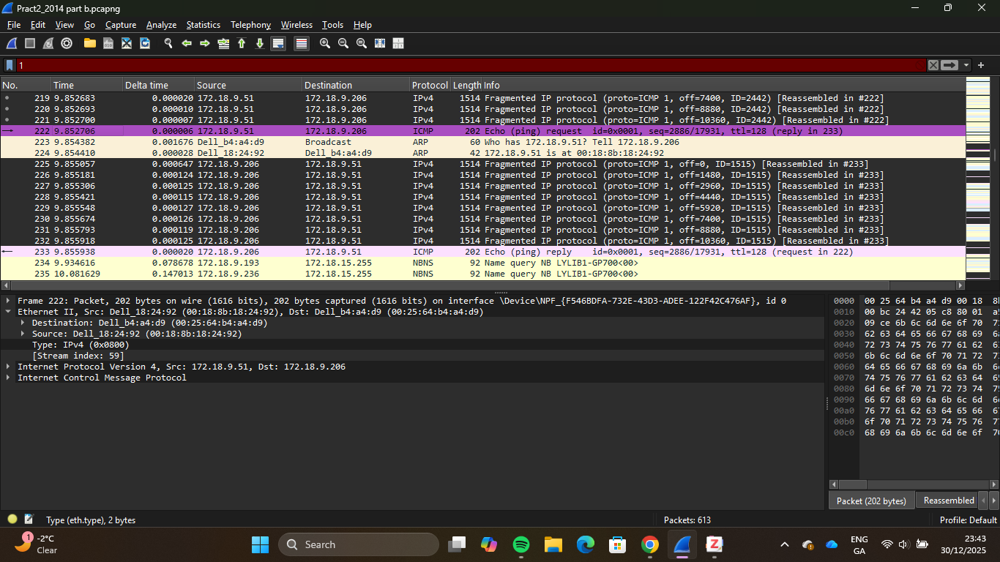 Pract2_2014 part b.pcapng
File Edit View Go Capture Analyze Statistics Telephony Wireless Tools Help
1
No. Time Delta time Source Destination Protocol Length Info
219 9.852683 0.000020 172.18.9.51 172.18.9.206 IPv4 1514 Fragmented IP protocol (proto=ICMP 1, off=7400, ID=2442) [Reassembled in #222]
220 9.852693 0.000010 172.18.9.51 172.18.9.206 IPv4 1514 Fragmented IP protocol (proto=ICMP 1, off=8880, ID=2442) [Reassembled in #222]
221 9.852700 0.000007 172.18.9.51 172.18.9.206 IPv4 1514 Fragmented IP protocol (proto=ICMP 1, off=10360, ID=2442) [Reassembled in #222]
222 9.852706 0.000006 172.18.9.51 172.18.9.206 ICMP 202 Echo (ping) request id=0x0001, seq=2886/17931, ttl=128 (reply in 233)
223 9.854382 0.001676 Dell_b4:a4:d9 Broadcast ARP 60 Who has 172.18.9.51? Tell 172.18.9.206
224 9.854410 0.000028 Dell_18:24:92 Dell_b4:a4:d9 ARP 42 172.18.9.51 is at 00:18:8b:18:24:92
225 9.855057 0.000647 172.18.9.206 172.18.9.51 IPv4 1514 Fragmented IP protocol (proto=ICMP 1, off=0, ID=1515) [Reassembled in #233]
226 9.855181 0.000124 172.18.9.206 172.18.9.51 IPv4 1514 Fragmented IP protocol (proto=ICMP 1, off=1480, ID=1515) [Reassembled in #233]
227 9.855306 0.000125 172.18.9.206 172.18.9.51 IPv4 1514 Fragmented IP protocol (proto=ICMP 1, off=2960, ID=1515) [Reassembled in #233]
228 9.855421 0.000115 172.18.9.206 172.18.9.51 IPv4 1514 Fragmented IP protocol (proto=ICMP 1, off=4440, ID=1515) [Reassembled in #233]
229 9.855548 0.000127 172.18.9.206 172.18.9.51 IPv4 1514 Fragmented IP protocol (proto=ICMP 1, off=5920, ID=1515) [Reassembled in #233]
230 9.855674 0.000126 172.18.9.206 172.18.9.51 IPv4 1514 Fragmented IP protocol (proto=ICMP 1, off=7400, ID=1515) [Reassembled in #233]
231 9.855793 0.000119 172.18.9.206 172.18.9.51 IPv4 1514 Fragmented IP protocol (proto=ICMP 1, off=8880, ID=1515) [Reassembled in #233]
232 9.855918 0.000125 172.18.9.206 172.18.9.51 IPv4 1514 Fragmented IP protocol (proto=ICMP 1, off=10360, ID=1515) [Reassembled in #233]
233 9.855938 0.000020 172.18.9.206 172.18.9.51 ICMP 202 Echo (ping) reply id=0x0001, seq=2886/17931, ttl=128 (request in 222)
234 9.934616 0.078678 172.18.9.193 172.18.15.255 NBNS 92 Name query NB LYLIB1-GP700<00>
235 10.081629 0.147013 172.18.9.236 172.18.15.255 NBNS 92 Name query NB LYLIB1-GP700<00>
Frame 222: Packet, 202 bytes on wire (1616 bits), 202 bytes captured (1616 bits) on interface \Device\NPF_{F546BDFA-732E-43D3-ADEE-122F42C476AF}, id 0
Ethernet II, Src: Dell_18:24:92 (00:18:8b:18:24:92), Dst: Dell_b4:a4:d9 (00:25:64:b4:a4:d9)
Destination: Dell_b4:a4:d9 (00:25:64:b4:a4:d9)
Source: Dell_18:24:92 (00:18:8b:18:24:92)
Type: IPv4 (0x0800)
[Stream index: 59]
Internet Protocol Version 4, Src: 172.18.9.51, Dst: 172.18.9.206
Internet Control Message Protocol
0000 00 25 64 b4 a4 d9 00 18
0010 00 bc 24 42 05 c8 80 01
0020 09 ce 6b 6c 6d 6e 6f 70
0030 62 63 64 65 66 67 68 69
0040 72 73 74 75 76 77 61 62
0050 6b 6c 6d 6e 6f 70 71 72
0060 64 65 66 67 68 69 6a 6b
0070 74 75 76 77 61 62 63 64
0080 6d 6e 6f 70 71 72 73 74
0090 66 67 68 69 6a 6b 6c 6d
00a0 76 77 61 62 63 64 65 66
00b0 6f 70 71 72 73 74 75 76
00c0 68 69 6a 6b 6c 6d 6e 6f
Packet (202 bytes) Reassembled
Type (eth.type), 2 bytes Packets: 613 Profile: Default
1
-2°C
Clear
Search
ENG
GA
23:43
30/12/2025